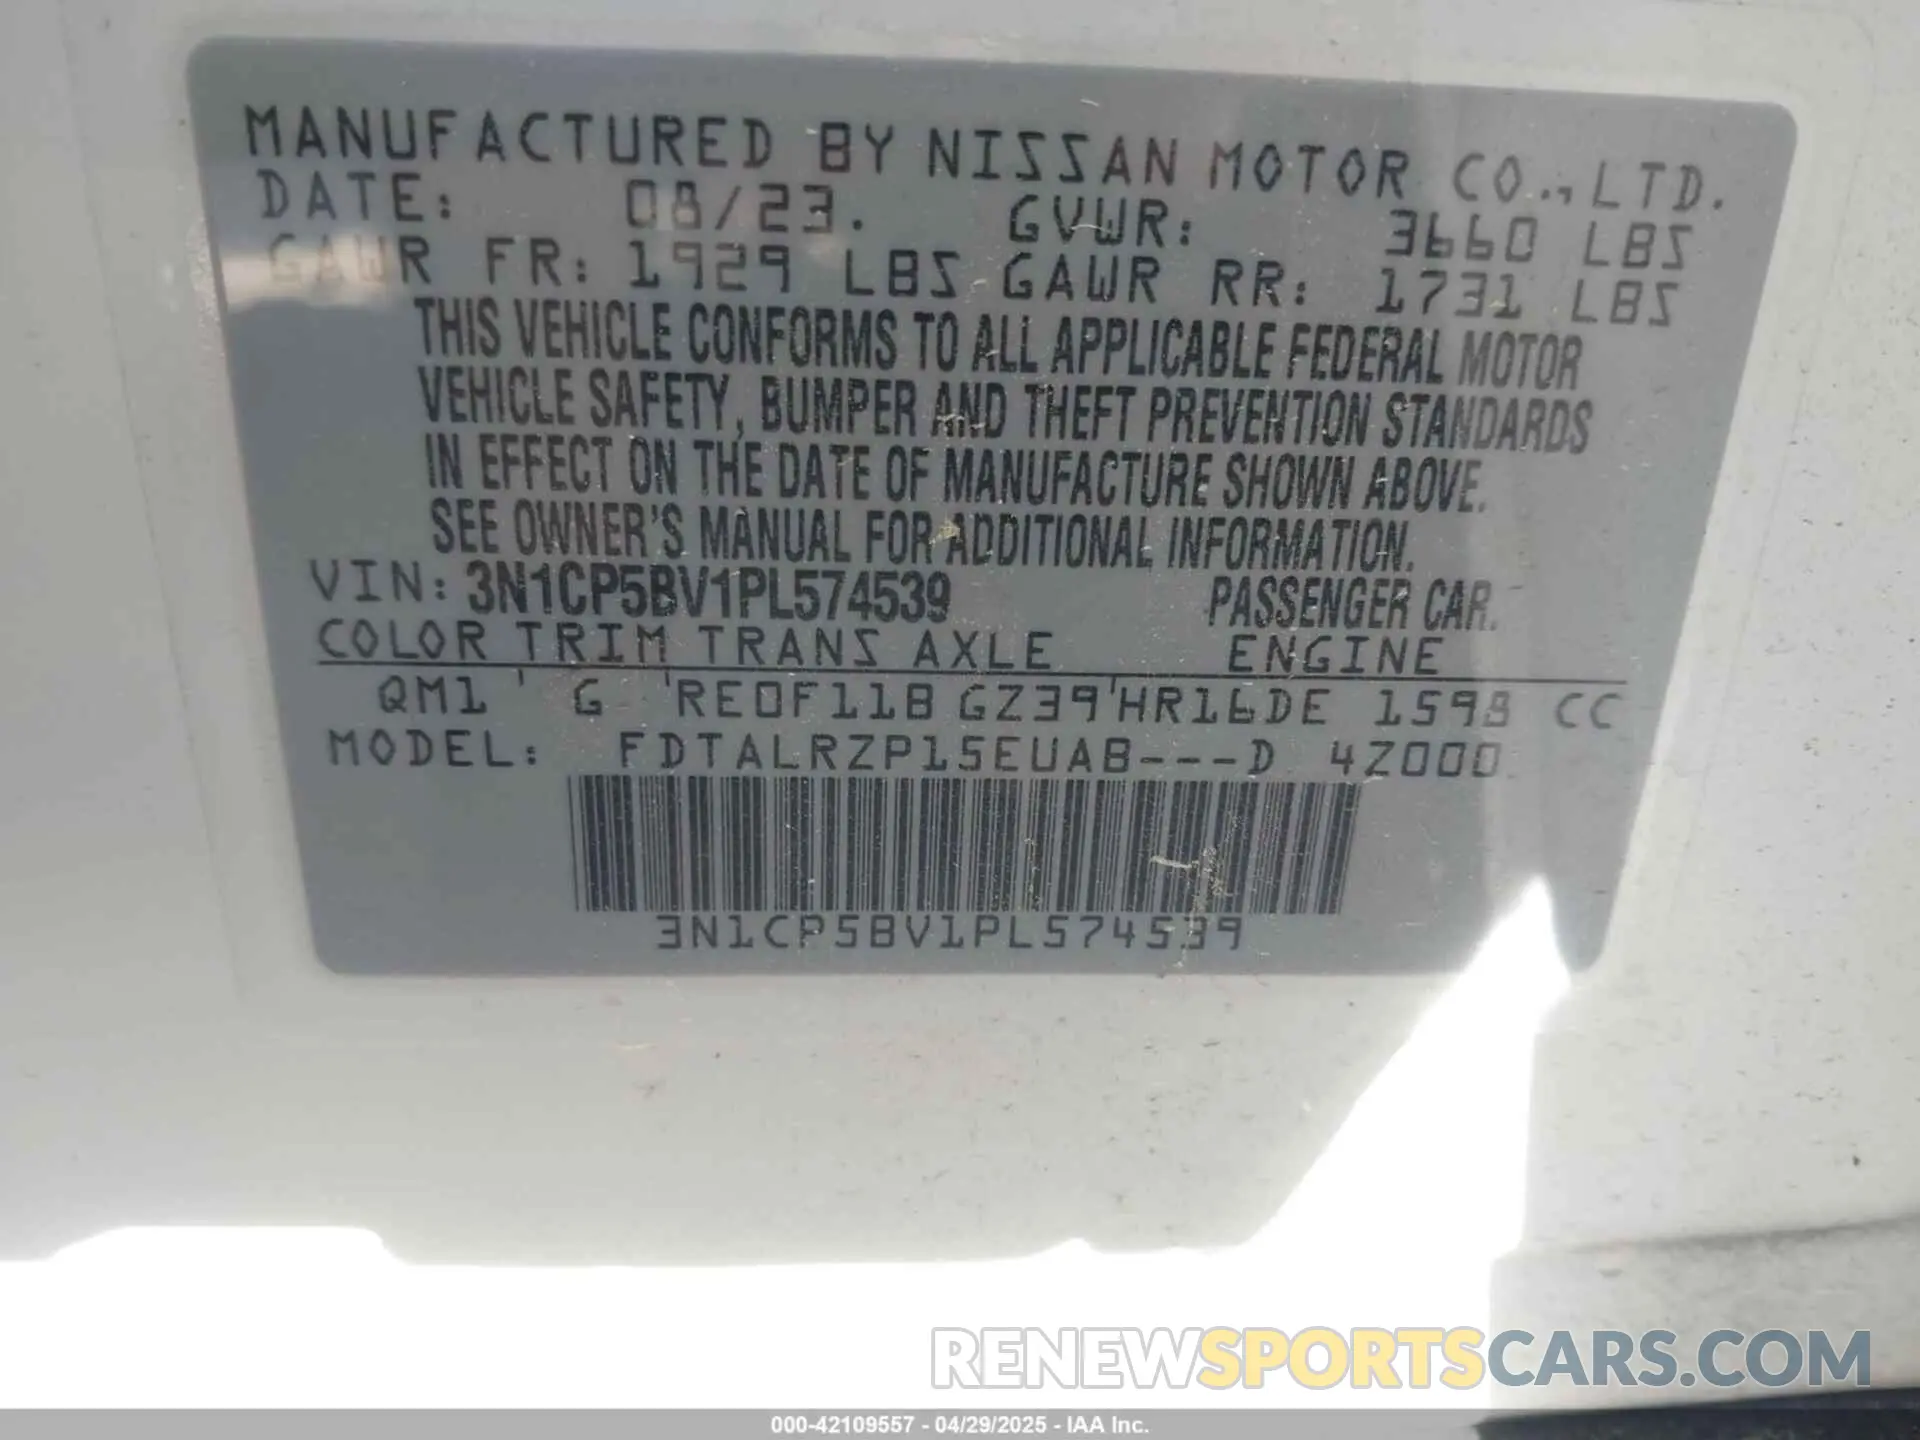 MANUFACTURED BY NISSAN MOTOR CO., LTD.
DATE: 08/23. GVWR: 3660 LBS
GAWR FR: 1929 LBS GAWR RR: 1731 LBS
THIS VEHICLE CONFORMS TO ALL APPLICABLE FEDERAL MOTOR
VEHICLE SAFETY, BUMPER AND THEFT PREVENTION STANDARDS
IN EFFECT ON THE DATE OF MANUFACTURE SHOWN ABOVE.
SEE OWNER'S MANUAL FOR ADDITIONAL INFORMATION.
VIN: 3N1CP5BV1PL574539 PASSENGER CAR.
COLOR TRIM TRANS AXLE ENGINE
QM1 ' G 'RE0F11B GZ39'HR16DE 1598 CC
MODEL: FDTALRZP15EUAB---D 4Z000
3N1CP5BV1PL574539
RENEWSPORTSCARS.COM
000-42109557 - 04/29/2025 - IAA Inc.